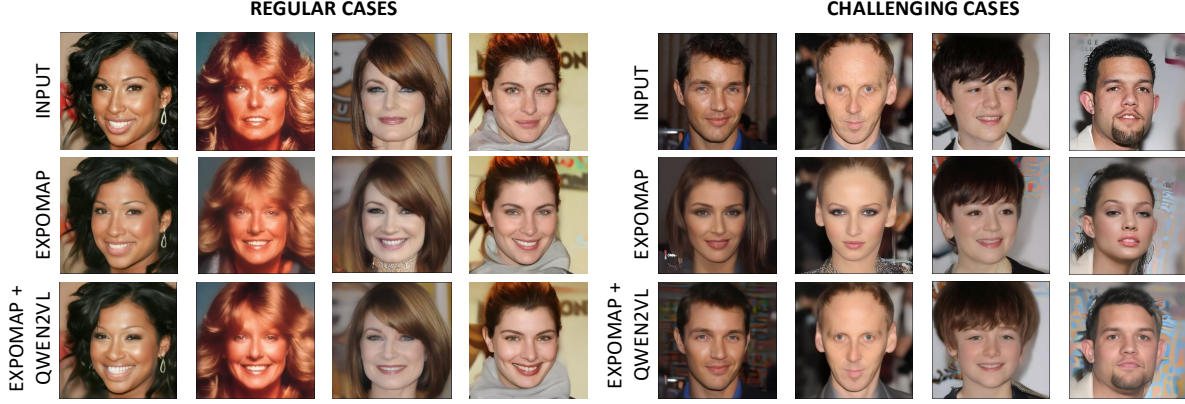 REGULAR CASES
CHALLENGING CASES
INPUT
EXPOMAP
EXPOMAP +
QWEN2VL
INPUT
EXPOMAP
EXPOMAP +
QWEN2VL